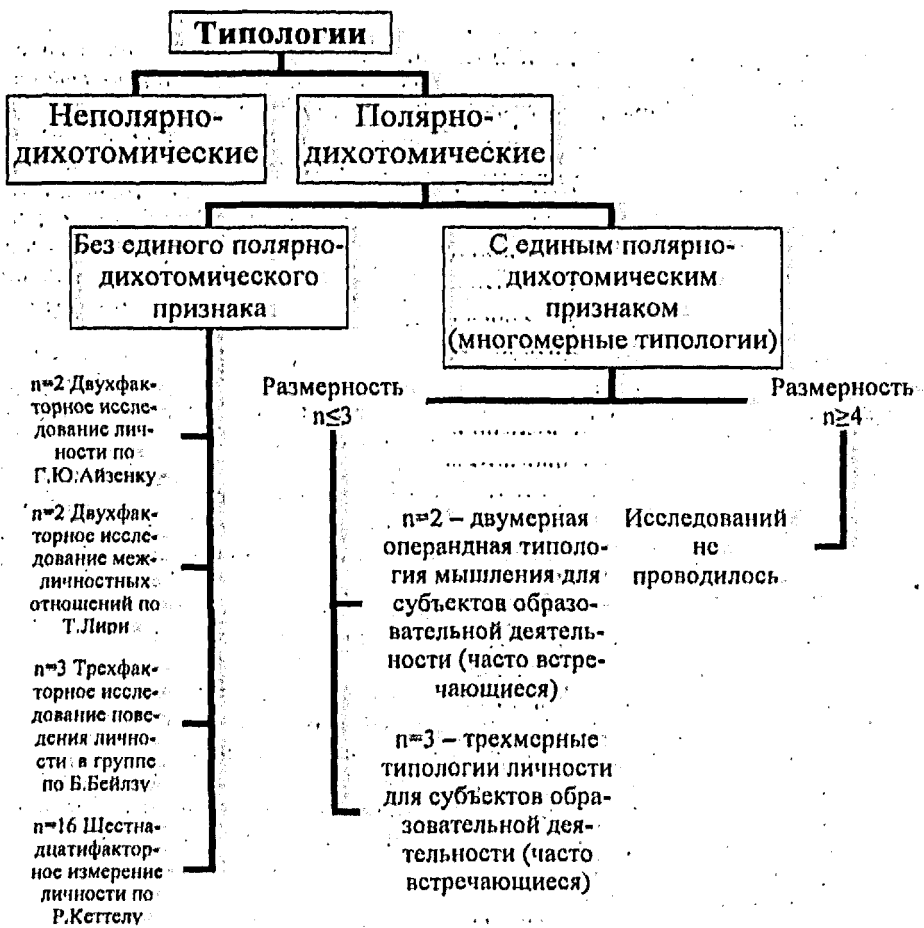 Типологии
Неполярно-
дихотомические
Полярно-
дихотомические
Без единого полярно-
дихотомического
признака
С единым полярно-
дихотомическим
признаком
(многомерные типологии)
n=2 Двухфак-
торное иссле-
дование лич-
ности по
Г.Ю.Айзенку
n=2 Двухфак-
торное иссле-
дование меж-
личностных
отношений по
Т.Лири
n=3 Трехфак-
торное иссле-
дование пове-
дения лично-
сти в группе
по Б.Бейлзу
n=16 Шестна-
дцатифактор-
ное измерение
личности по
Р.Кеттелу
Размерность
n≤3
n=2 – двумерная
операндная типоло-
гия мышления для
субъектов образо-
вательной деятель-
ности (часто встре-
чающиеся)
n=3 – трехмерные
типологии личности
для субъектов обра-
зовательной дея-
тельности (часто
встречающиеся)
Размерность
n≥4
Исследований
не
проводилось